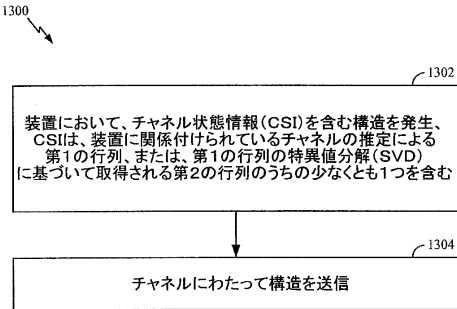 1300
1302
装置において、チャネル状態情報(CSI)を含む構造を発生、
CSIは、装置に関係付けられているチャネルの推定による
第1の行列、または、第1の行列の特異値分解(SVD)
に基づいて取得される第2の行列のうちの少なくとも1つを含む
1304
チャネルにわたって構造を送信